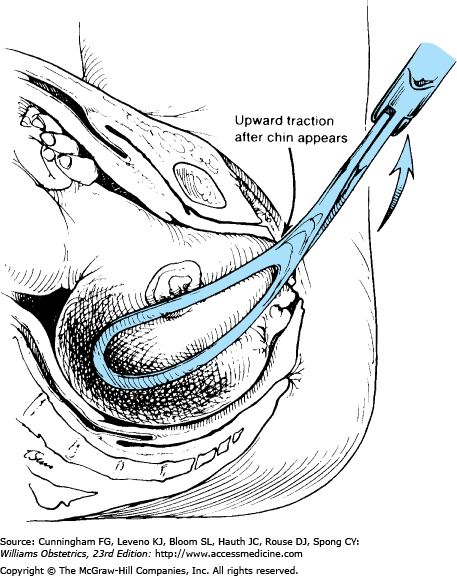 Upward traction
after chin appears
Source: Cunningham FG, Leveno KJ, Bloom SL, Hauth JC, Rouse DJ, Spong CY:
Williams Obstetrics, 23rd Edition: http://www.accessmedicine.com
Copyright © The McGraw-Hill Companies, Inc. All rights reserved.